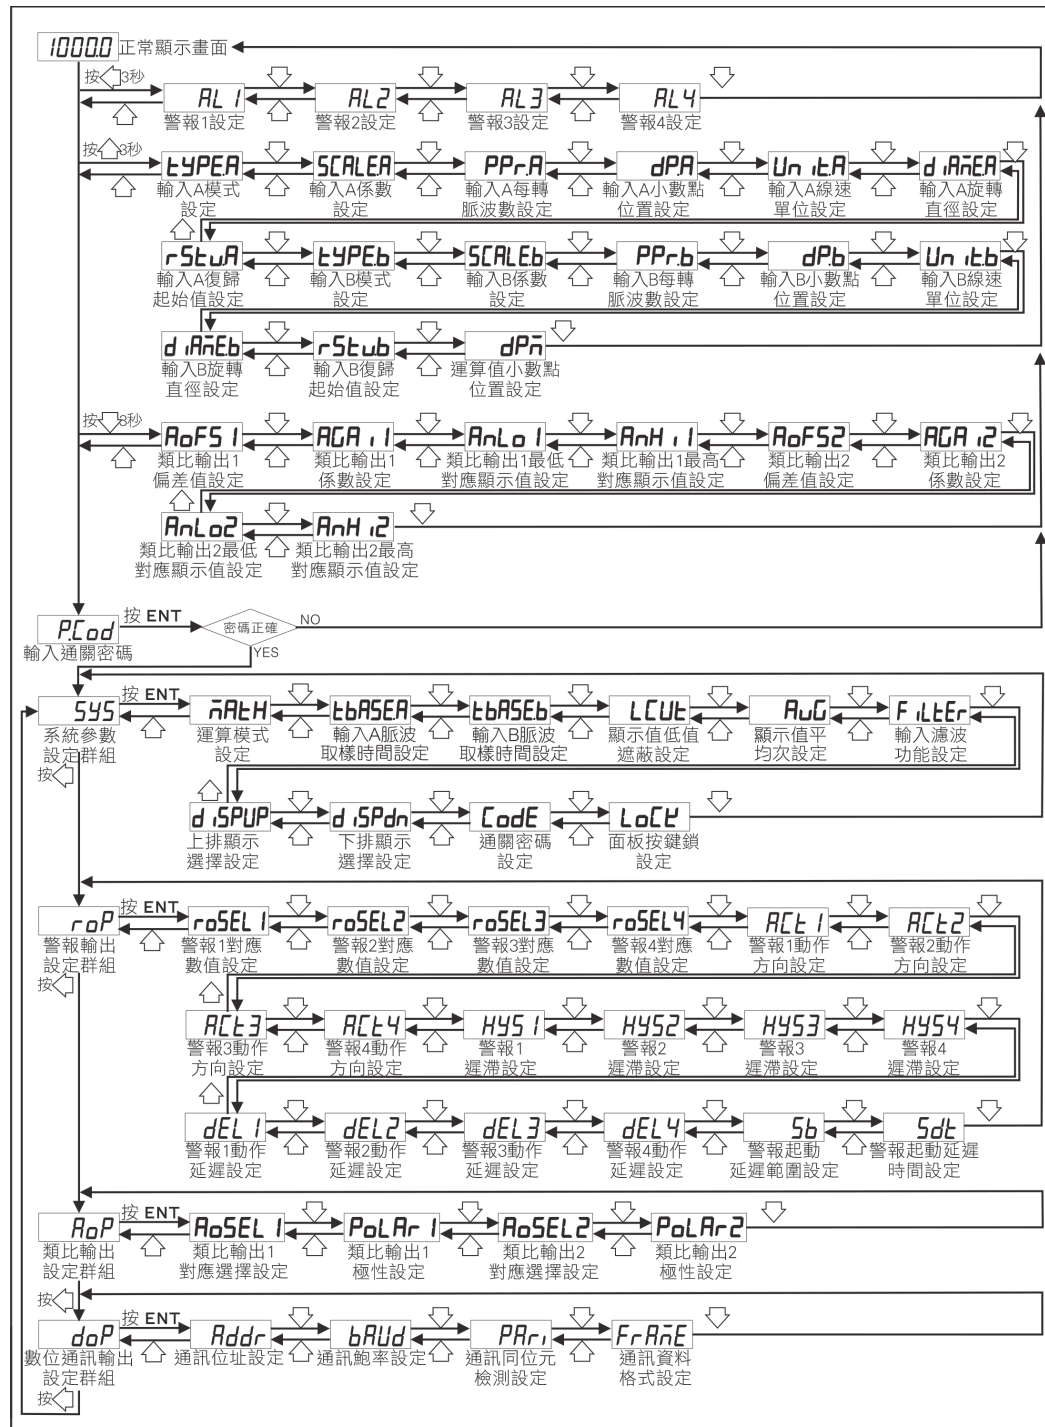 1000.0 正常顯示畫面
按 3秒
AL1 AL2 AL3 AL4
警報1設定 警報2設定 警報3設定 警報4設定
按 3秒
tYPE.A SCALE.A PPr.A dP.A Unit.A diAmE.A
輸入A模式 輸入A係數 輸入A每轉 輸入A小數點 輸入A線速 輸入A旋轉
設定 設定 脈波數設定 位置設定 單位設定 直徑設定
rStv.A tYPE.b SCALE.b PPr.b dP.b Unit.b
輸入A復歸 輸入B模式 輸入B係數 輸入B每轉 輸入B小數點 輸入B線速
起始值設定 設定 設定 脈波數設定 位置設定 單位設定
diAmE.b rStv.b dPm
輸入B旋轉 輸入B復歸 運算值小數點
直徑設定 起始值設定 位置設定
按 3秒
AoFS1 AGAi1 AnLo1 AnHi1 AoFS2 AGAi2
類比輸出1 類比輸出1 類比輸出1最低 類比輸出1最高 類比輸出2 類比輸出2
偏差值設定 係數設定 對應顯示值設定 對應顯示值設定 偏差值設定 係數設定
AnLo2 AnHi2
類比輸出2最低 類比輸出2最高
對應顯示值設定 對應顯示值設定
P.Cod 按 ENT 密碼正確 NO
輸入通關密碼 YES
SYS 按 ENT mAtH tbASE.A tbASE.b LCUt AvG FiLtEr
系統參數 運算模式 輸入A脈波 輸入B脈波 顯示值低值 顯示值平 輸入濾波
設定群組 設定 取樣時間設定 取樣時間設定 遮蔽設定 均次設定 功能設定
按
diSPUP diSPdn CodE LoCK
上排顯示 下排顯示 通關密碼 面板按鍵鎖
選擇設定 選擇設定 設定 設定
roP 按 ENT roSEL1 roSEL2 roSEL3 roSEL4 ACt1 ACt2
警報輸出 警報1對應 警報2對應 警報3對應 警報4對應 警報1動作 警報2動作
設定群組 數值設定 數值設定 數值設定 數值設定 方向設定 方向設定
按
ACt3 ACt4 HYS1 HYS2 HYS3 HYS4
警報3動作 警報4動作 警報1 警報2 警報3 警報4
方向設定 方向設定 遲滯設定 遲滯設定 遲滯設定 遲滯設定
dEL1 dEL2 dEL3 dEL4 Sb Sdt
警報1動作 警報2動作 警報3動作 警報4動作 警報起動 警報起動延遲
延遲設定 延遲設定 延遲設定 延遲設定 延遲範圍設定 時間設定
AoP 按 ENT AoSEL1 PoLAr1 AoSEL2 PoLAr2
類比輸出 類比輸出1 類比輸出1 類比輸出2 類比輸出2
設定群組 對應選擇設定 極性設定 對應選擇設定 極性設定
按
doP 按 ENT Addr bAUd PAri FrAmE
數位通訊輸出 通訊位址設定 通訊鮑率設定 通訊同位元 通訊資料
設定群組 檢測設定 格式設定
按